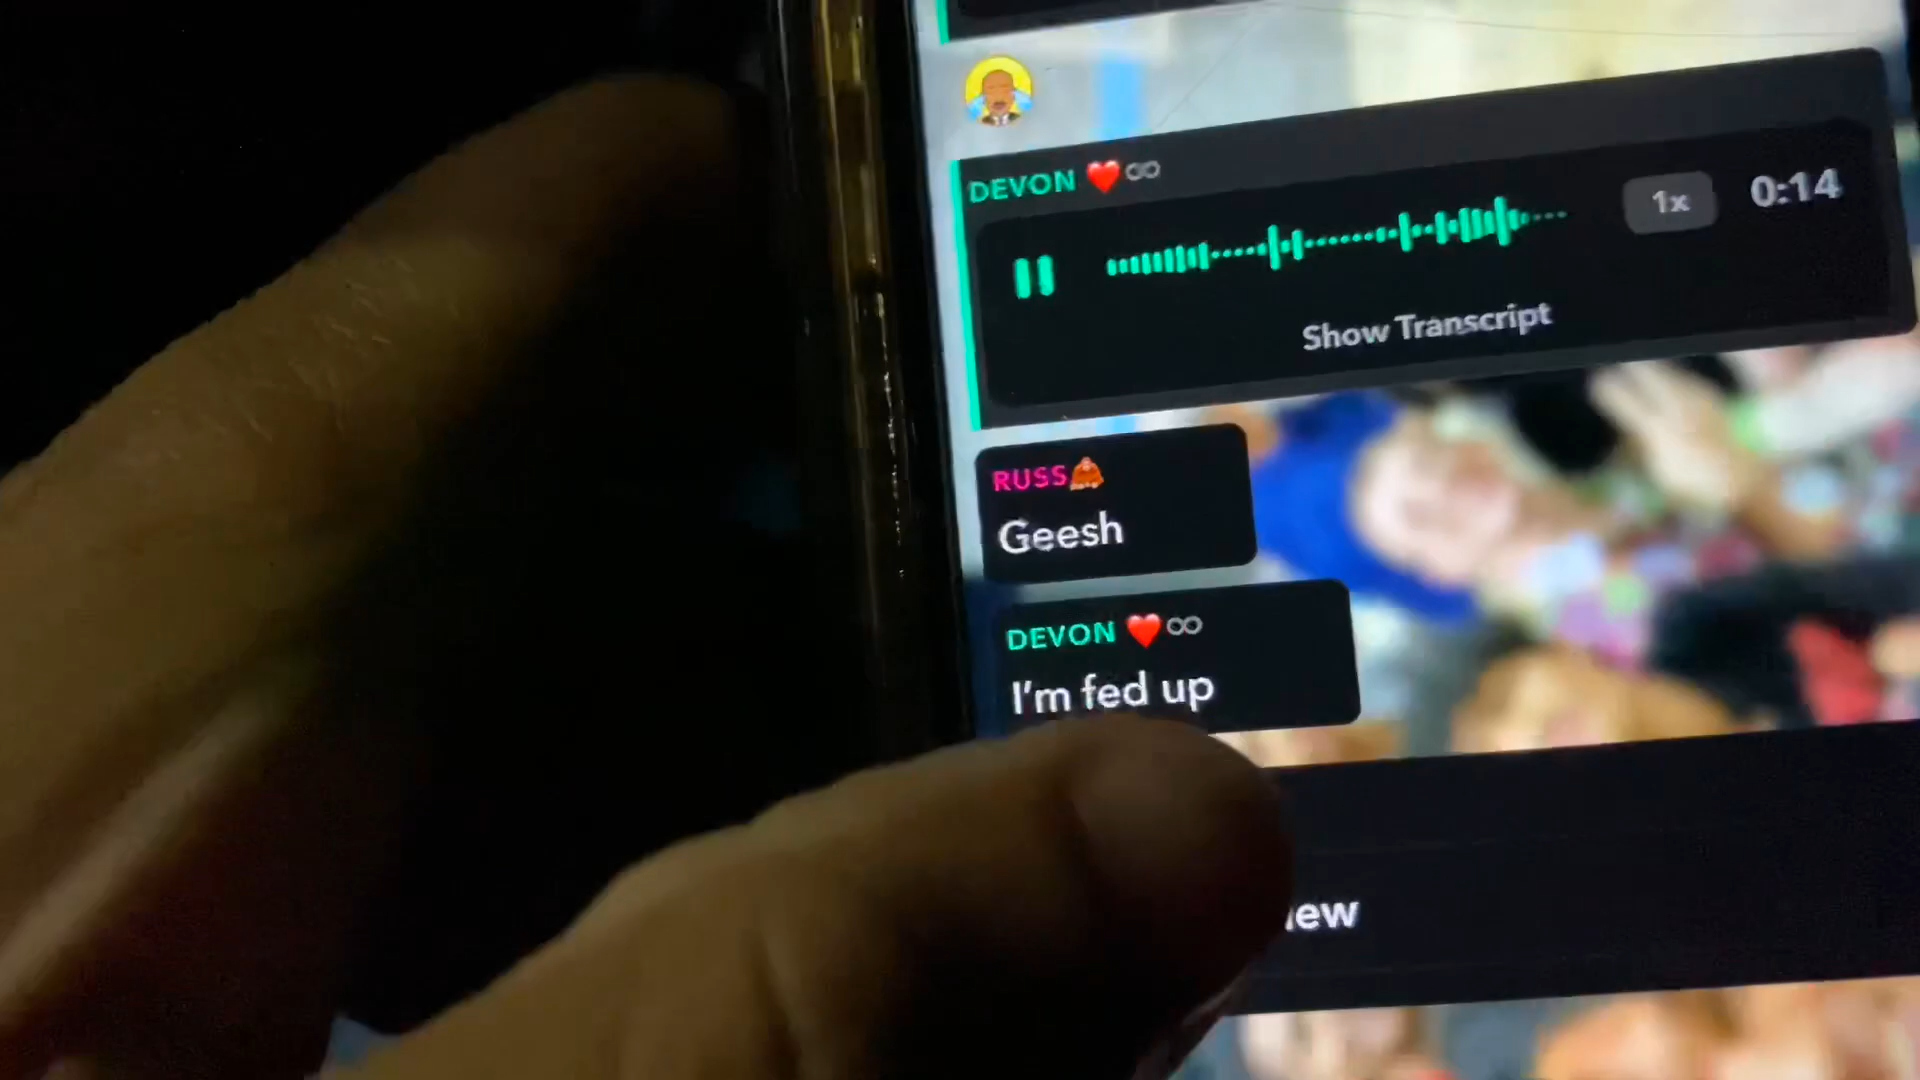 DEVON ❤️∞
1x 0:14
Show Transcript
RUSS
Geesh
DEVON ❤️∞
I'm fed up